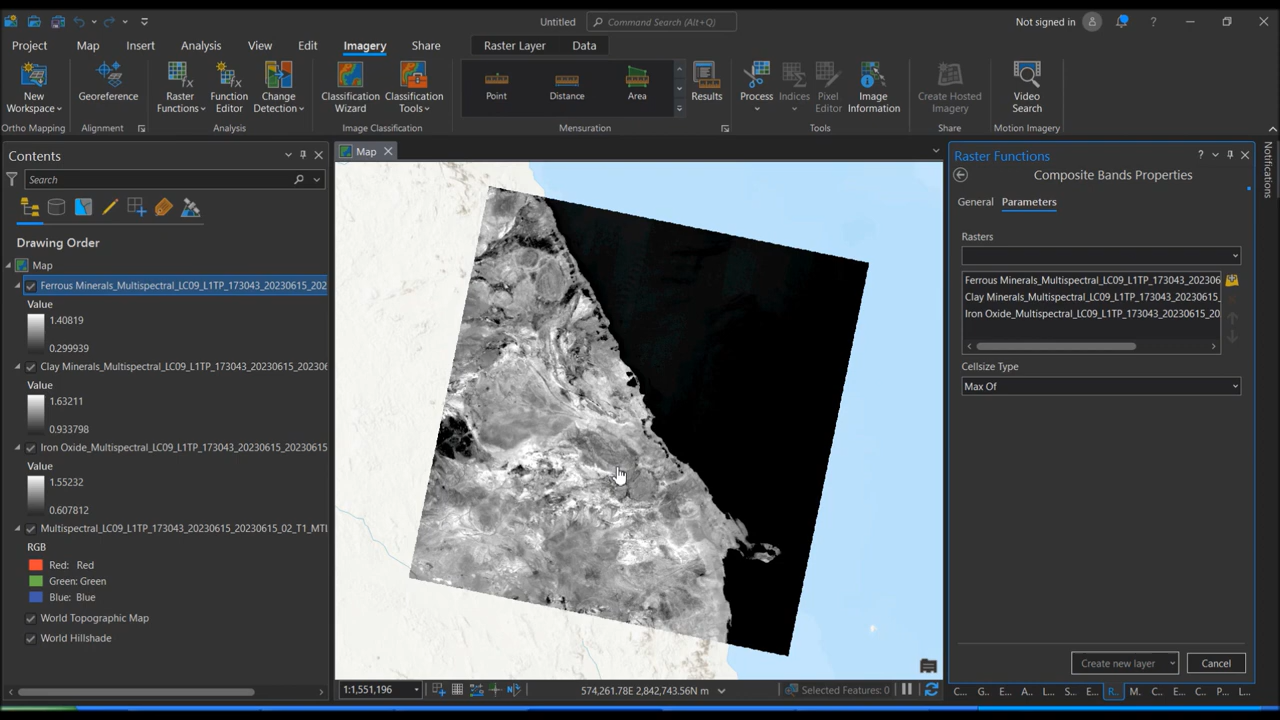 Untitled
Command Search (Alt+Q)
Not signed in
?
Project
Map
Insert
Analysis
View
Edit
Imagery
Share
Raster Layer
Data
New Workspace
Georeference
Raster Functions
Function Editor
Change Detection
Classification Wizard
Classification Tools
Point
Distance
Area
Results
Process
Indices
Pixel Editor
Image Information
Create Hosted Imagery
Video Search
Ortho Mapping
Alignment
Analysis
Image Classification
Mensuration
Tools
Share
Motion Imagery
Contents
Search
Drawing Order
Map
Ferrous Minerals_Multispectral_LC09_L1TP_173043_20230615_202
Value
1.40819
0.299939
Clay Minerals_Multispectral_LC09_L1TP_173043_20230615_202306
Value
1.63211
0.933798
Iron Oxide_Multispectral_LC09_L1TP_173043_20230615_20230615
Value
1.55232
0.607812
Multispectral_LC09_L1TP_173043_20230615_20230615_02_T1_MTL
RGB
Red: Red
Green: Green
Blue: Blue
World Topographic Map
World Hillshade
Map
1:1,551,196
574,261.78E 2,842,743.56N m
Selected Features: 0
Raster Functions
?
Composite Bands Properties
General
Parameters
Rasters
Ferrous Minerals_Multispectral_LC09_L1TP_173043_202306
Clay Minerals_Multispectral_LC09_L1TP_173043_20230615_
Iron Oxide_Multispectral_LC09_L1TP_173043_20230615_20
Cellsize Type
Max Of
Create new layer
Cancel
C... G... E... A... L... S... E... R... M. C... E... C... P... L...
Notifications